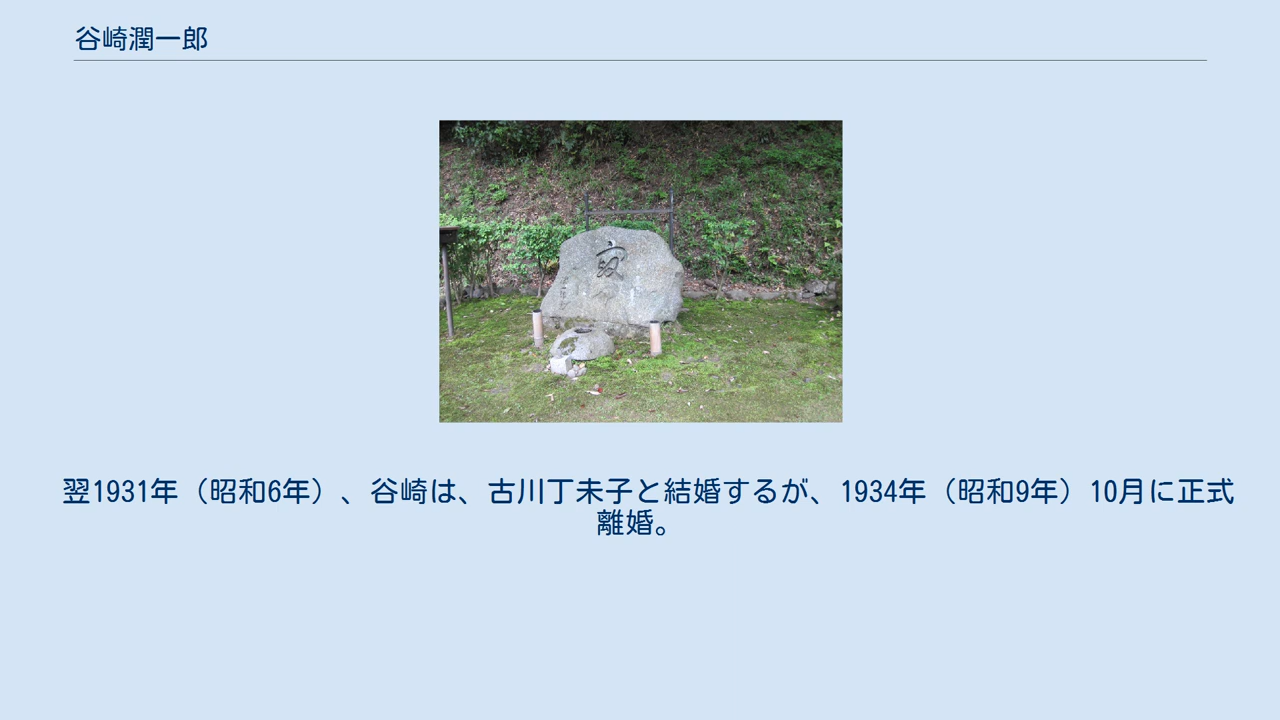 谷崎潤一郎
寂
翌1931年（昭和6年）、谷崎は、古川丁未子と結婚するが、1934年（昭和9年）10月に正式
離婚。